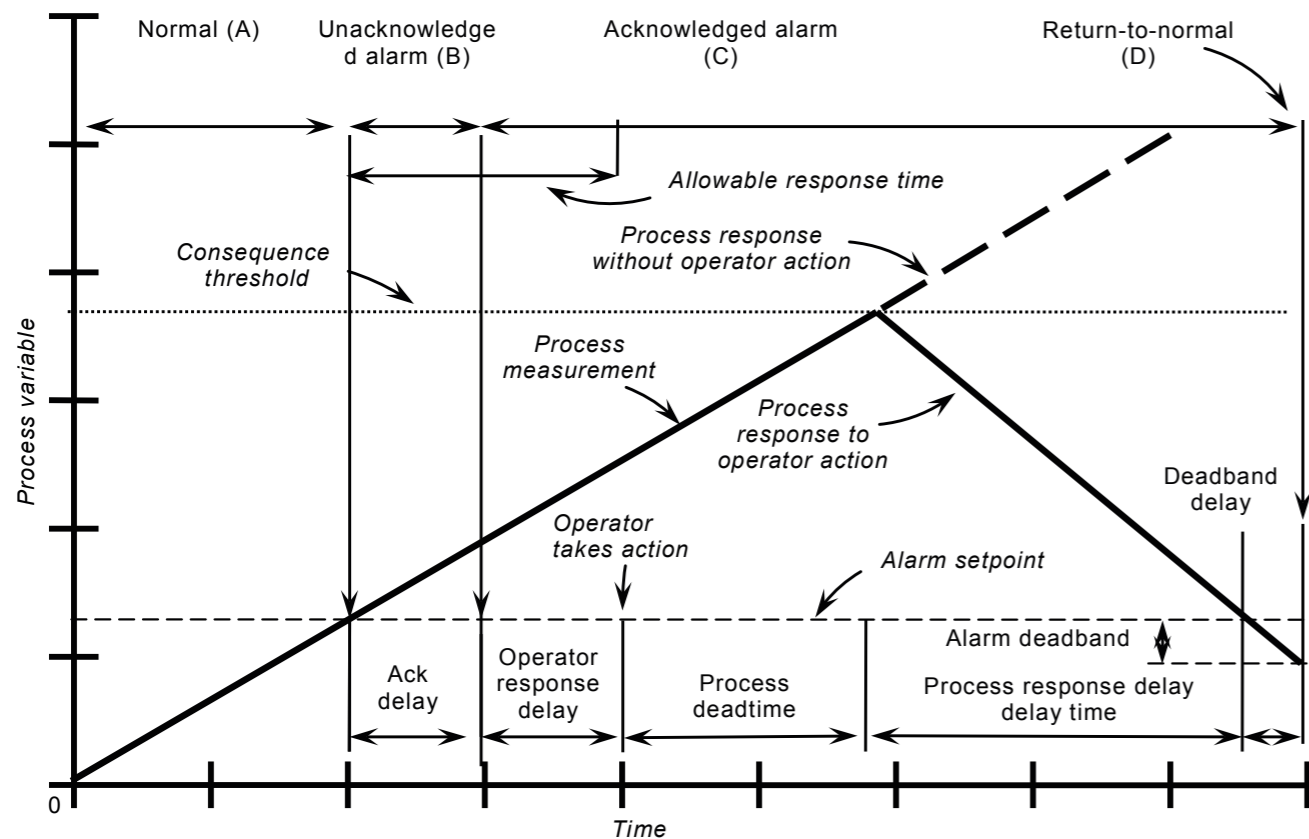 Normal (A)
Unacknowledge
d alarm (B)
Acknowledged alarm
(C)
Return-to-normal
(D)
Allowable response time
Consequence
threshold
Process response
without operator action
Process
measurement
Process
response to
operator action
Process variable
Deadband
delay
Operator
takes action
Alarm setpoint
Alarm deadband
Ack
delay
Operator
response
delay
Process
deadtime
Process response delay
delay time
0
Time